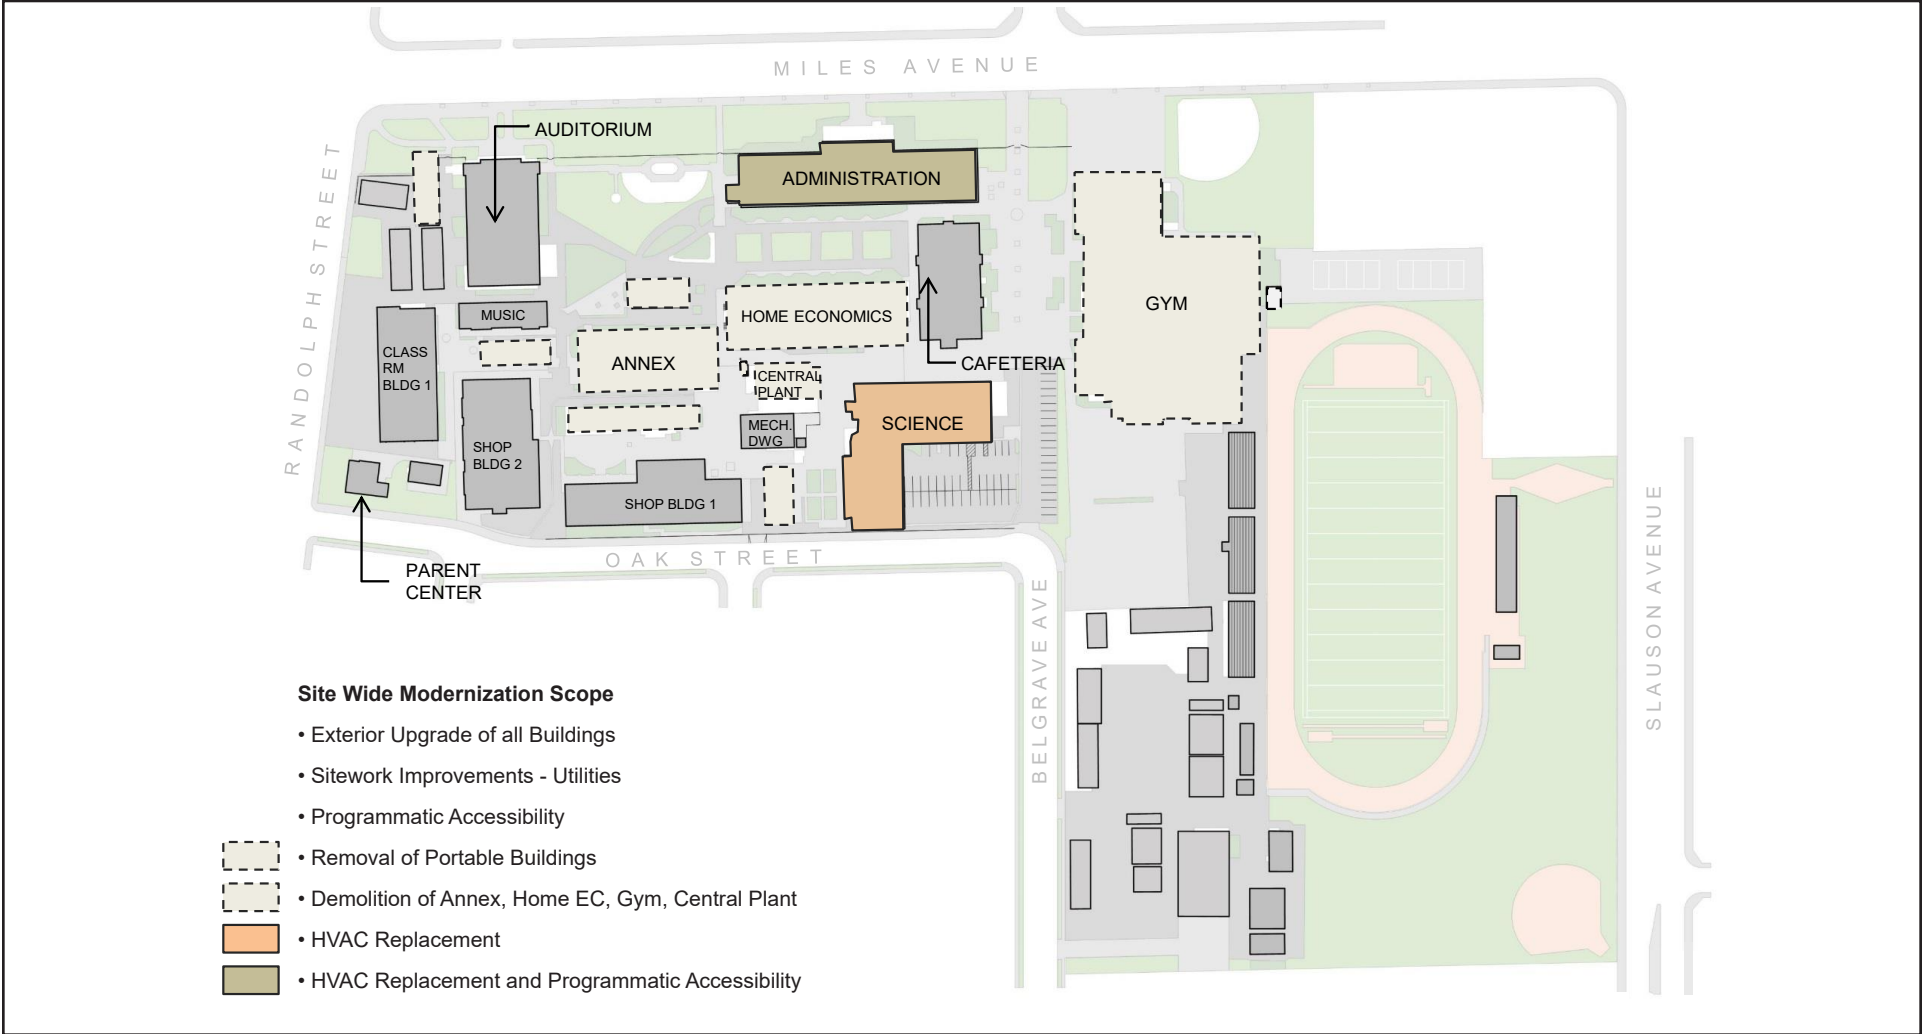 MILES AVENUE
RANDOLPH STREET
AUDITORIUM
ADMINISTRATION
MUSIC
HOME ECONOMICS
GYM
CLASS
RM
BLDG 1
ANNEX
CAFETERIA
CENTRAL
PLANT
MECH.
DWG
SCIENCE
SHOP
BLDG 2
SHOP BLDG 1
OAK STREET
PARENT
CENTER
BELGRAVE AVE
SLAUSON AVENUE
Site Wide Modernization Scope
• Exterior Upgrade of all Buildings
• Sitework Improvements - Utilities
• Programmatic Accessibility
• Removal of Portable Buildings
• Demolition of Annex, Home EC, Gym, Central Plant
• HVAC Replacement
• HVAC Replacement and Programmatic Accessibility